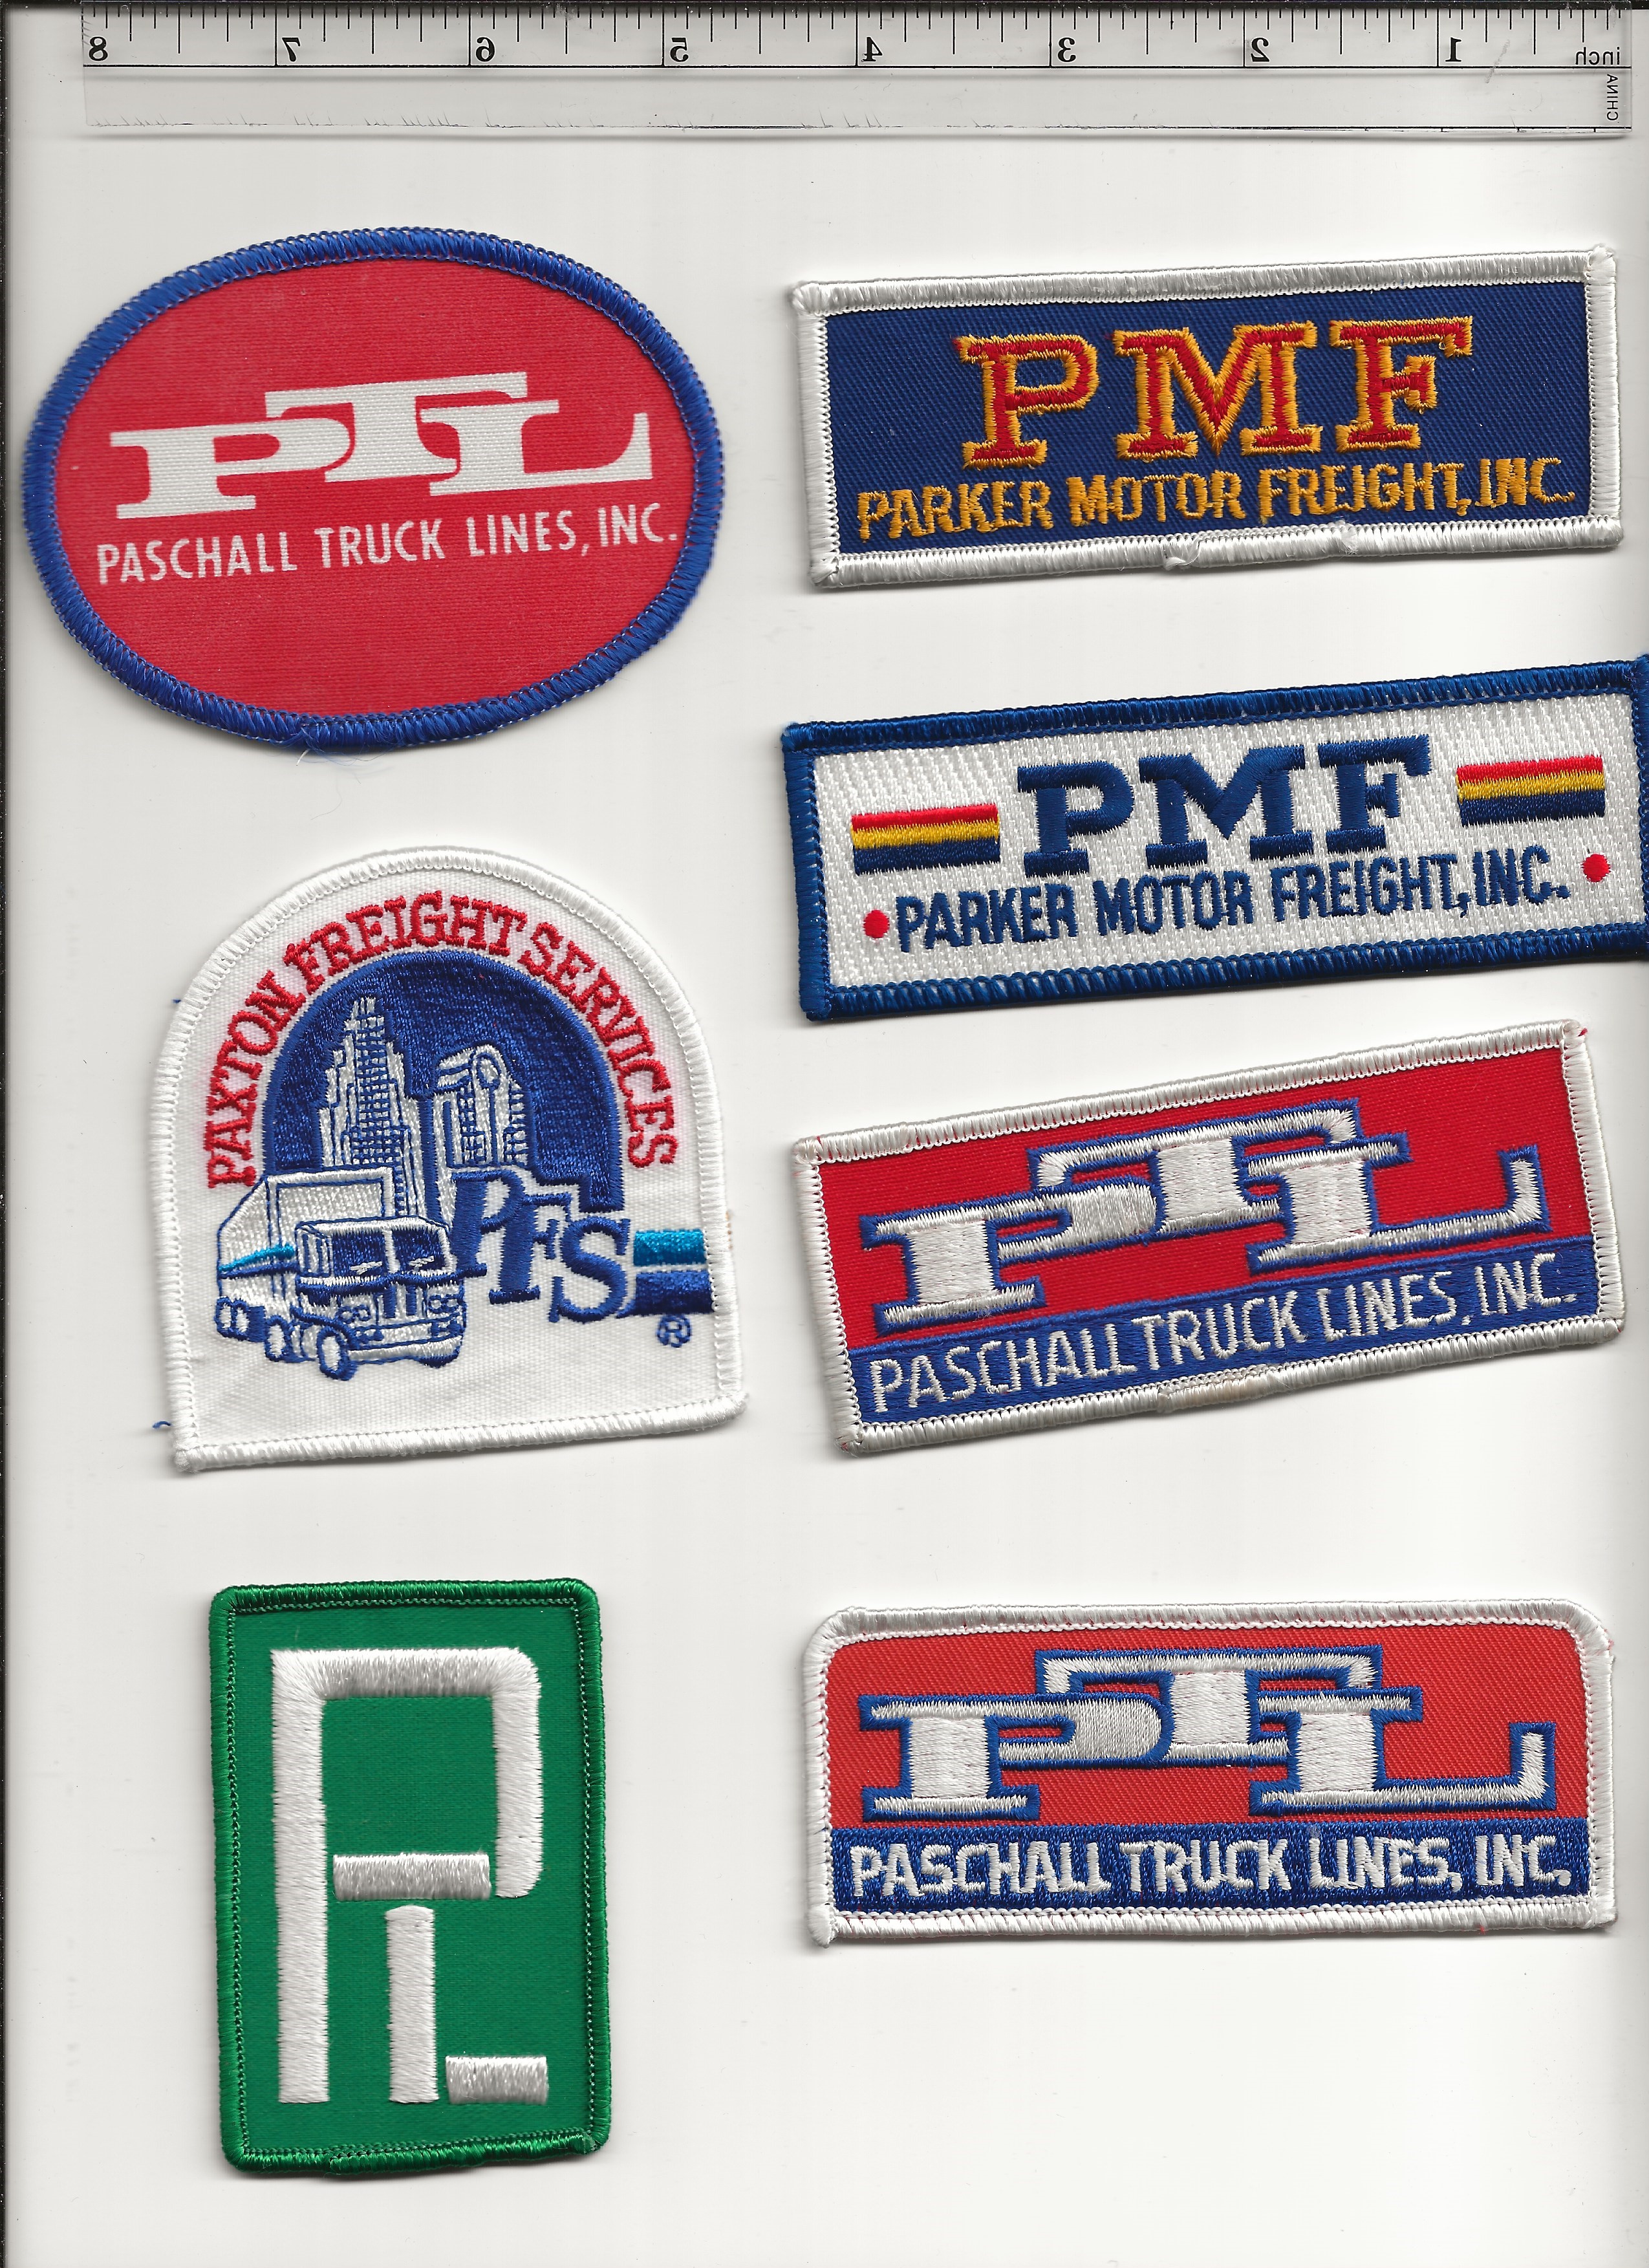 8 7 6 5 4 3 2 1 inch
CHINA
PTL
PASCHALL TRUCK LINES, INC.
PMF
PARKER MOTOR FREIGHT, INC.
PMF
PARKER MOTOR FREIGHT, INC.
PAXTON FREIGHT SERVICES
PFS
®
PTL
PASCHALL TRUCK LINES, INC.
PTL
PTL
PASCHALL TRUCK LINES, INC.